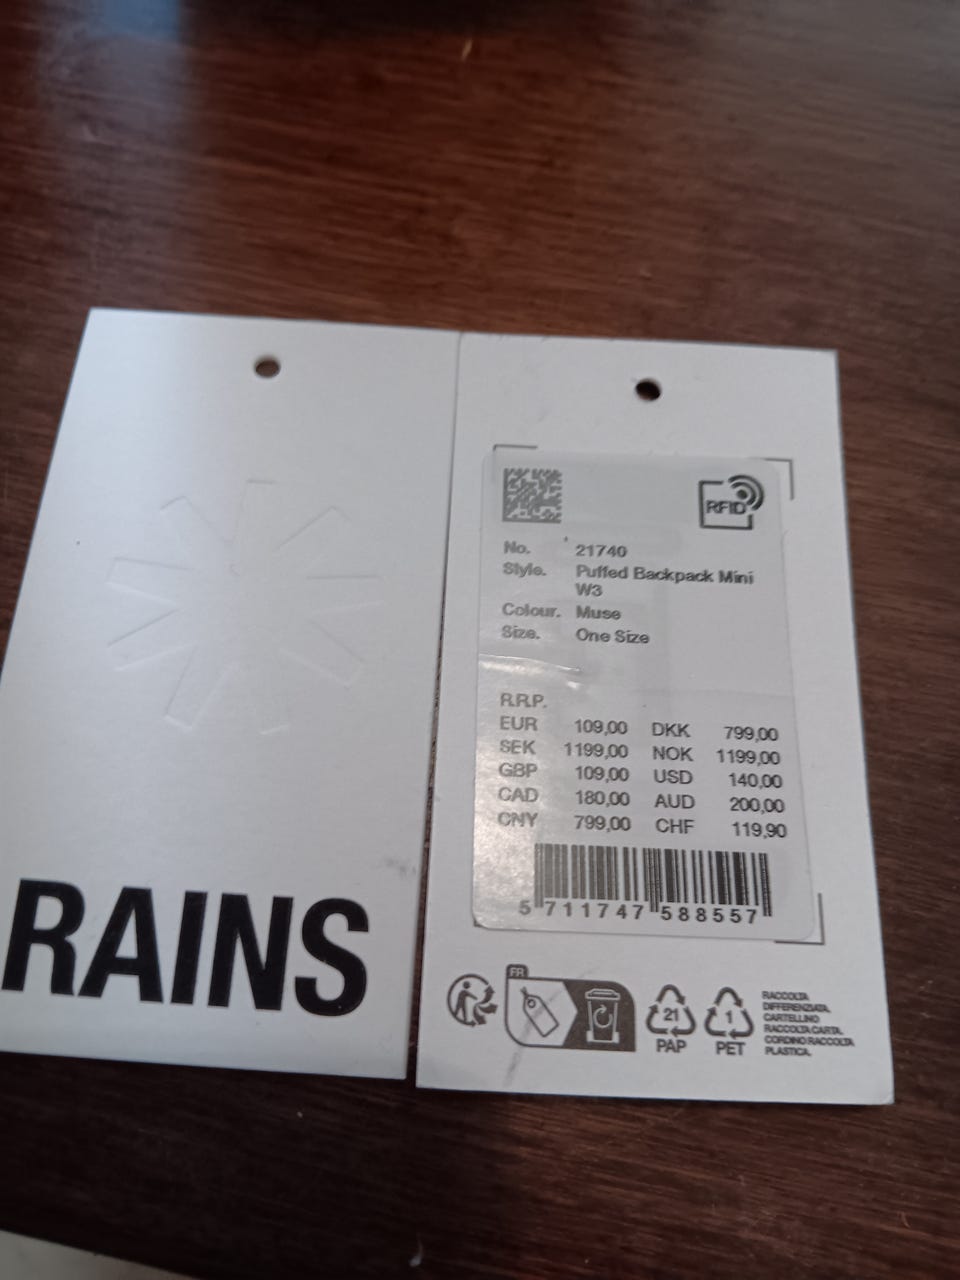 RAINS
RFID
No. 21740
Style. Puffed Backpack Mini
W3
Colour. Muse
Size. One Size
R.R.P.
EUR 109,00 DKK 799,00
SEK 1199,00 NOK 1199,00
GBP 109,00 USD 140,00
CAD 180,00 AUD 200,00
CNY 799,00 CHF 119,90
5 711747 588557
FR
21
PAP
1
PET
RACCOLTA
DIFFERENZIATA.
CARTELLINO
RACCOLTA CARTA.
CORDINO RACCOLTA
PLASTICA.